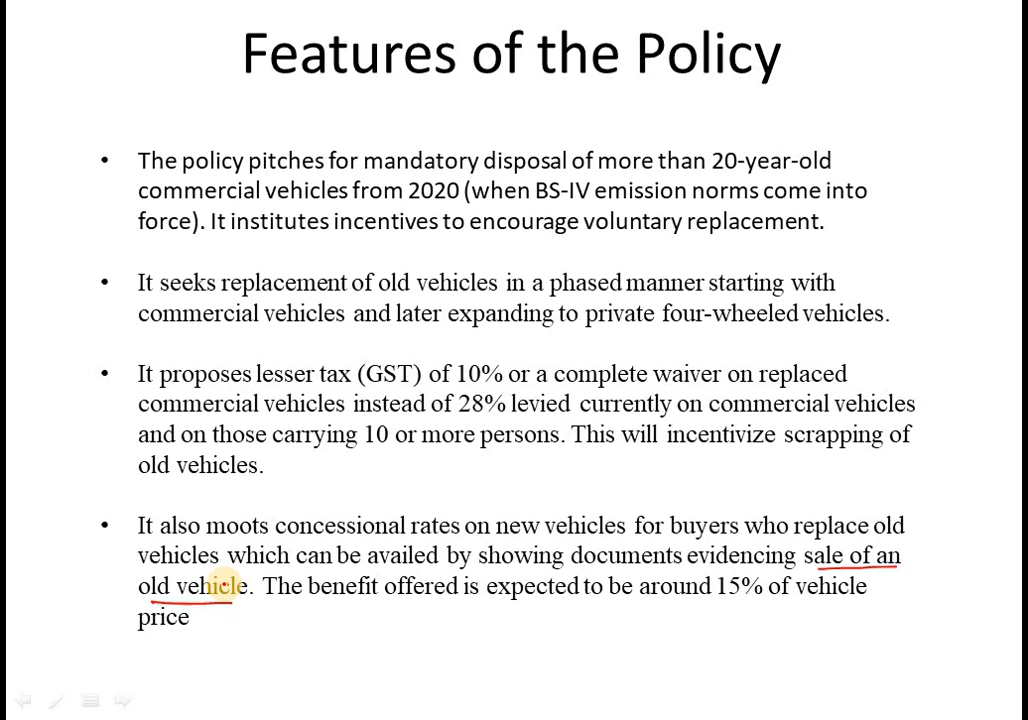 Features of the Policy
• The policy pitches for mandatory disposal of more than 20-year-old
commercial vehicles from 2020 (when BS-IV emission norms come into
force). It institutes incentives to encourage voluntary replacement.
• It seeks replacement of old vehicles in a phased manner starting with
commercial vehicles and later expanding to private four-wheeled vehicles.
• It proposes lesser tax (GST) of 10% or a complete waiver on replaced
commercial vehicles instead of 28% levied currently on commercial vehicles
and on those carrying 10 or more persons. This will incentivize scrapping of
old vehicles.
• It also moots concessional rates on new vehicles for buyers who replace old
vehicles which can be availed by showing documents evidencing sale of an
old vehicle. The benefit offered is expected to be around 15% of vehicle
price